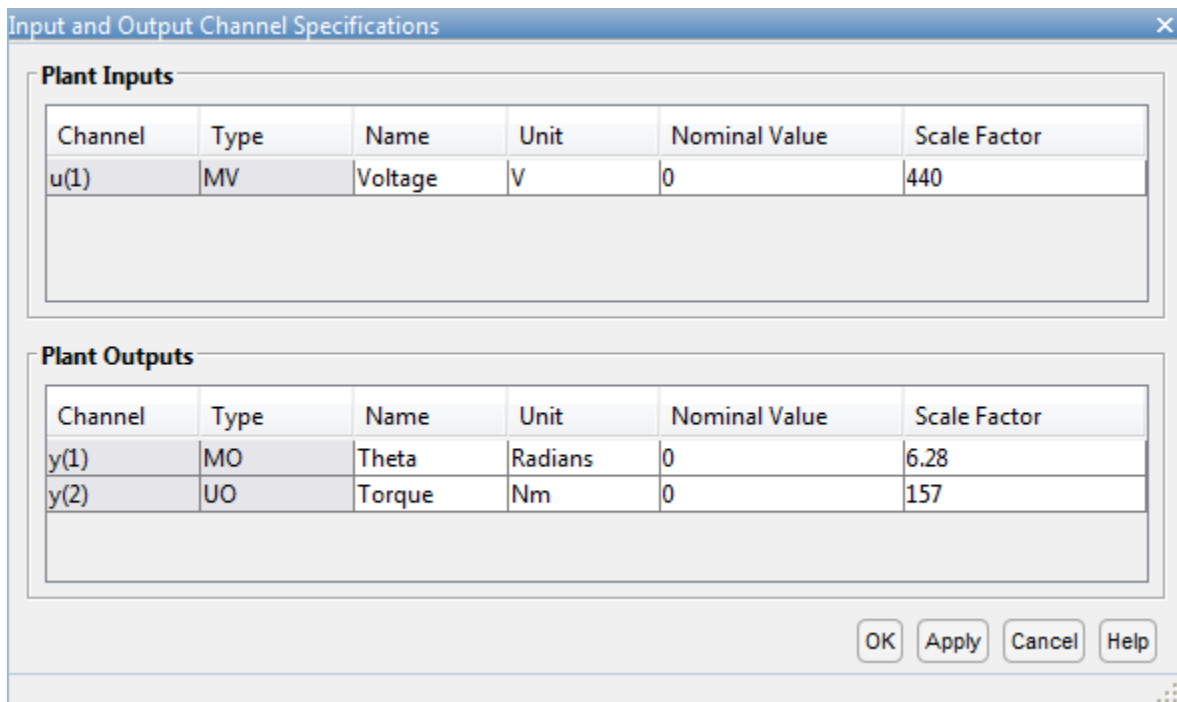 Input and Output Channel Specifications
Plant Inputs
Channel Type Name Unit Nominal Value Scale Factor
u(1) MV Voltage V 0 440
Plant Outputs
Channel Type Name Unit Nominal Value Scale Factor
y(1) MO Theta Radians 0 6.28
y(2) UO Torque Nm 0 157
OK Apply Cancel Help